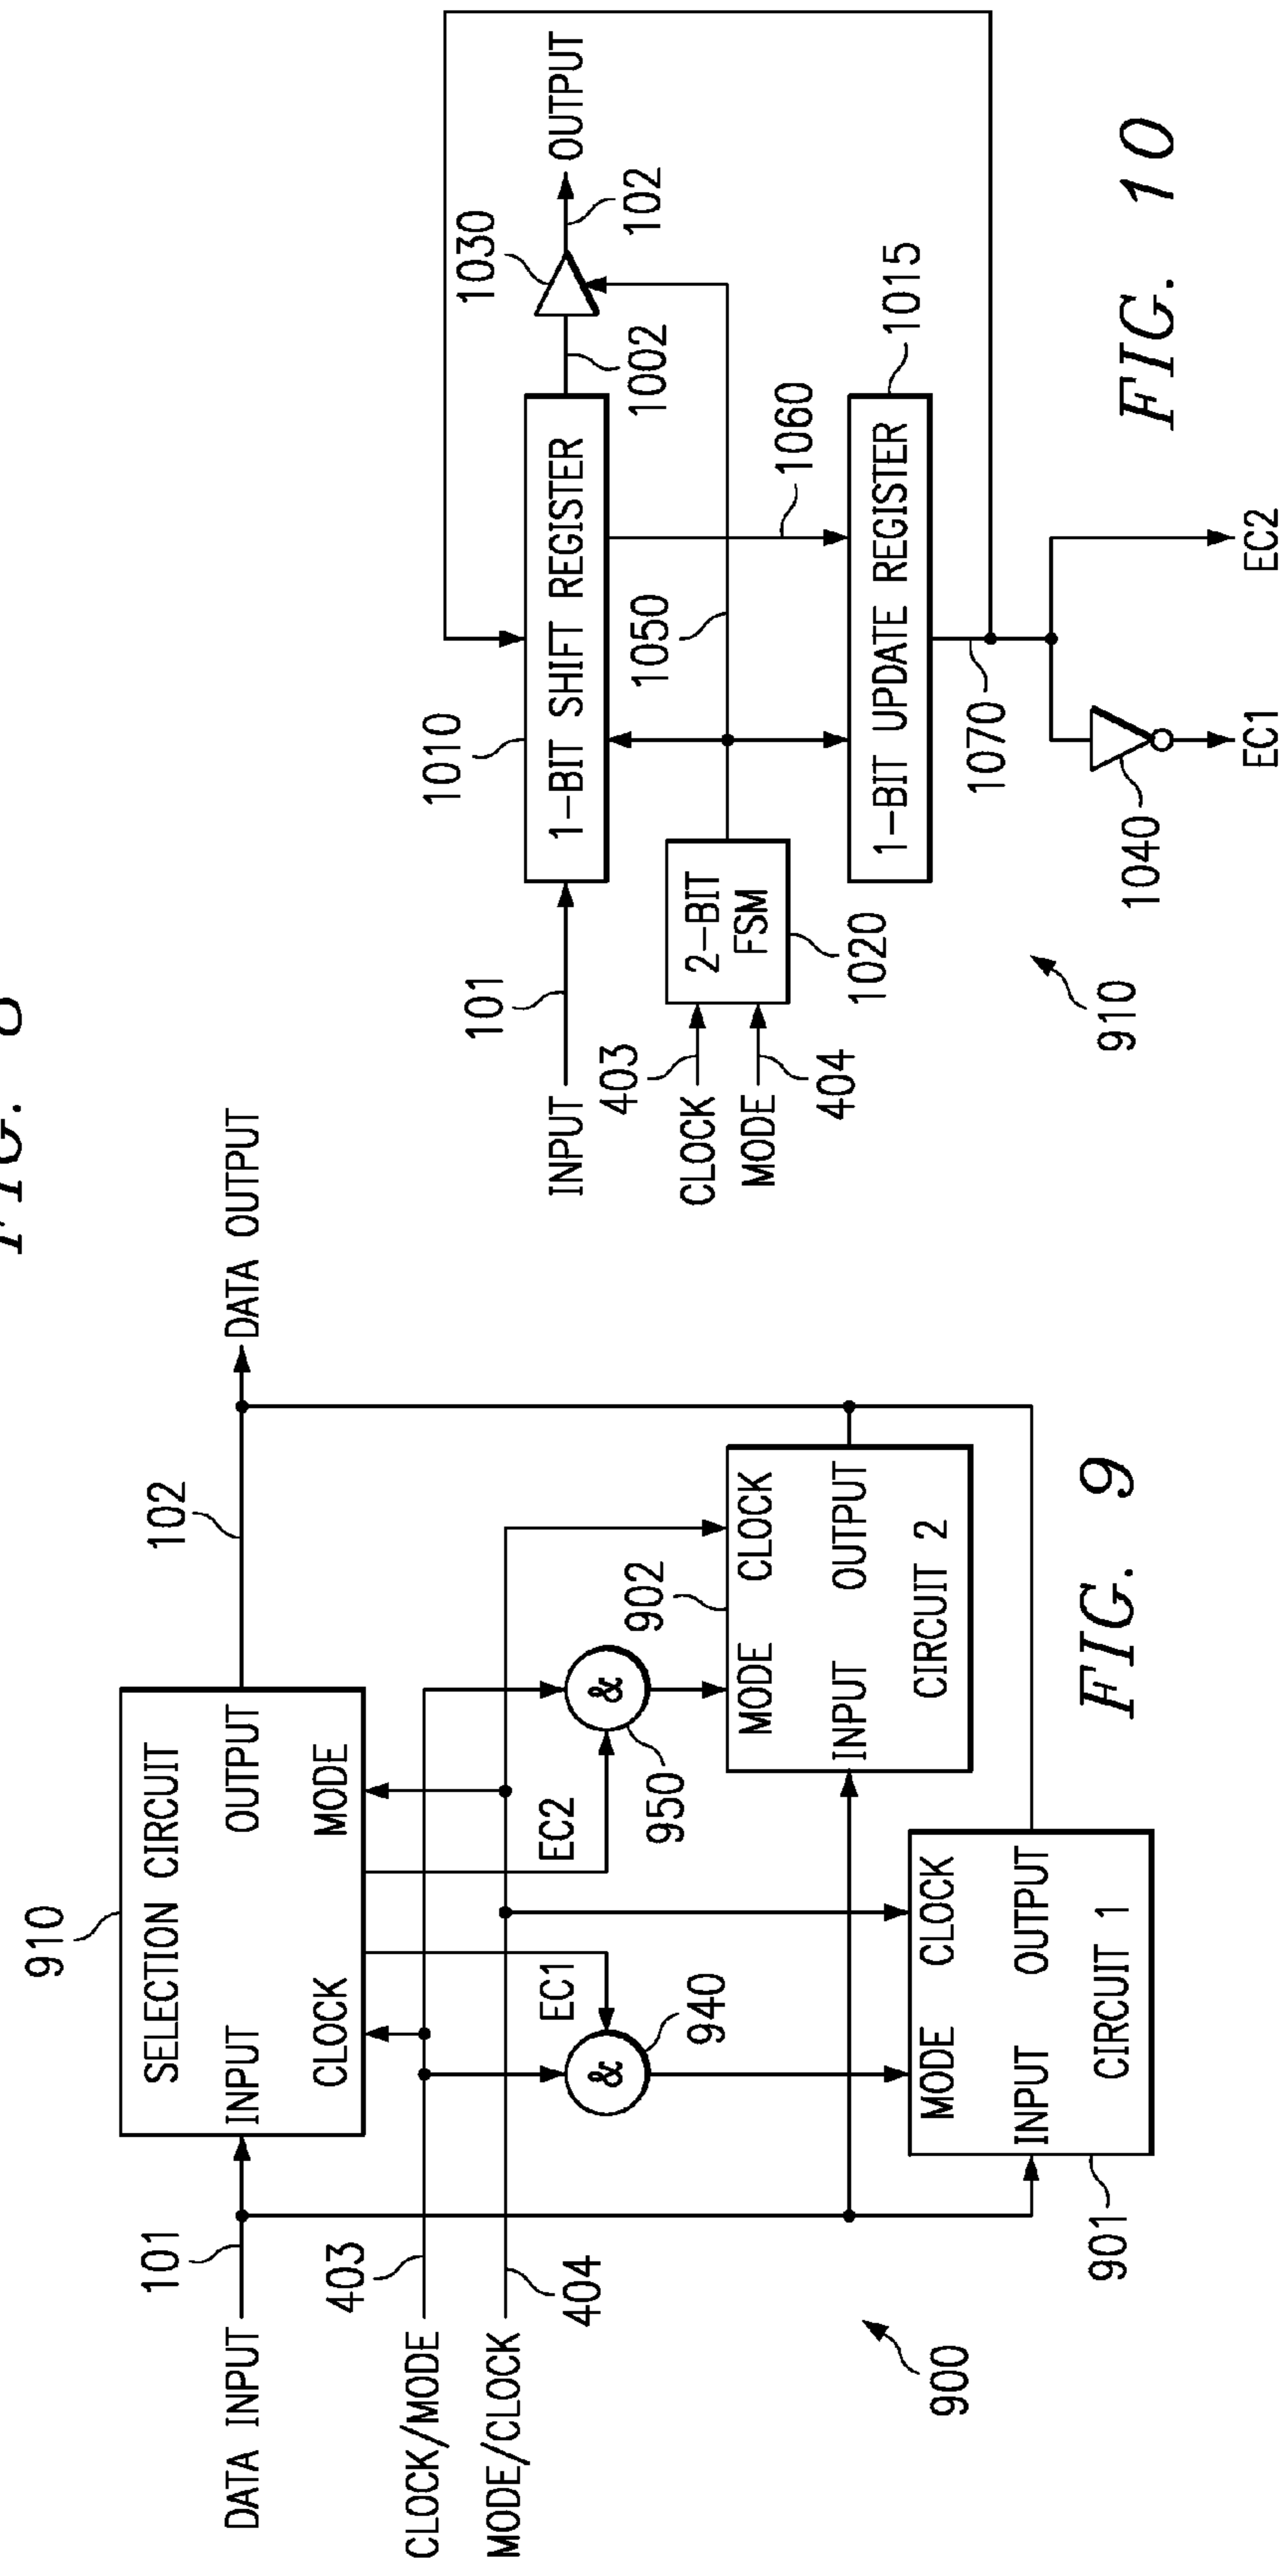 FIG. 8
910
SELECTION CIRCUIT
INPUT
OUTPUT
CLOCK
MODE
101
102
DATA INPUT
DATA OUTPUT
403
CLOCK/MODE
404
MODE/CLOCK
EC1
EC2
&
940
&
950
902
MODE
CLOCK
INPUT
OUTPUT
CIRCUIT 2
MODE
CLOCK
INPUT
OUTPUT
CIRCUIT 1
901
900
FIG. 9
1010
1030
INPUT
101
1-BIT SHIFT REGISTER
1002
102
OUTPUT
403
CLOCK
MODE
404
2-BIT
FSM
1020
1050
1060
1-BIT UPDATE REGISTER
1015
1070
1040
EC1
EC2
910
FIG. 10